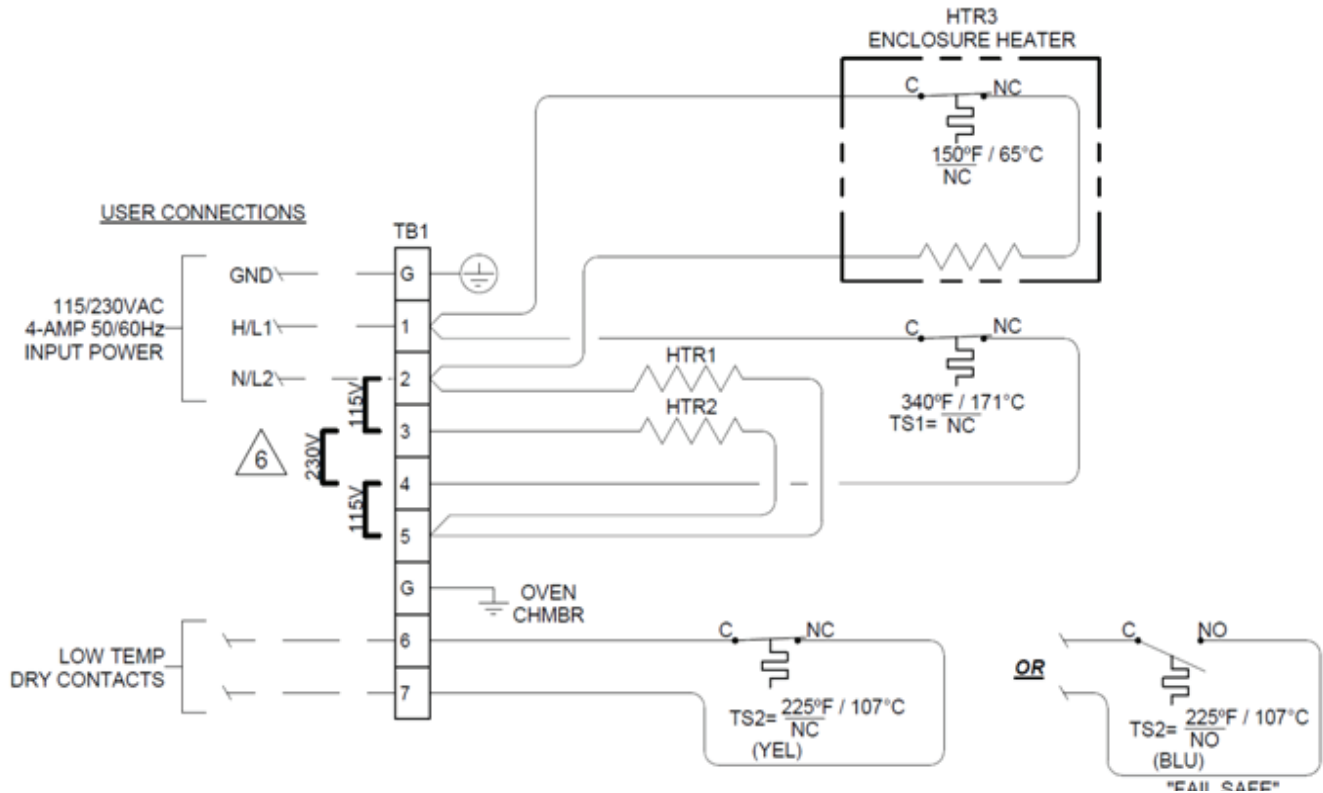 HTR3
ENCLOSURE HEATER
C
NC
150ºF / 65°C
NC
USER CONNECTIONS
TB1
GND
G
115/230VAC
4-AMP 50/60Hz
INPUT POWER
H/L1
1
C
NC
N/L2
2
HTR1
115V
340ºF / 171°C
TS1= NC
HTR2
3
6
230V
4
115V
5
G
OVEN
CHMBR
LOW TEMP
DRY CONTACTS
6
C
NC
7
TS2= 225ºF / 107°C
NC
(YEL)
OR
C
NO
TS2= 225ºF / 107°C
NO
(BLU)
"FAIL SAFE"